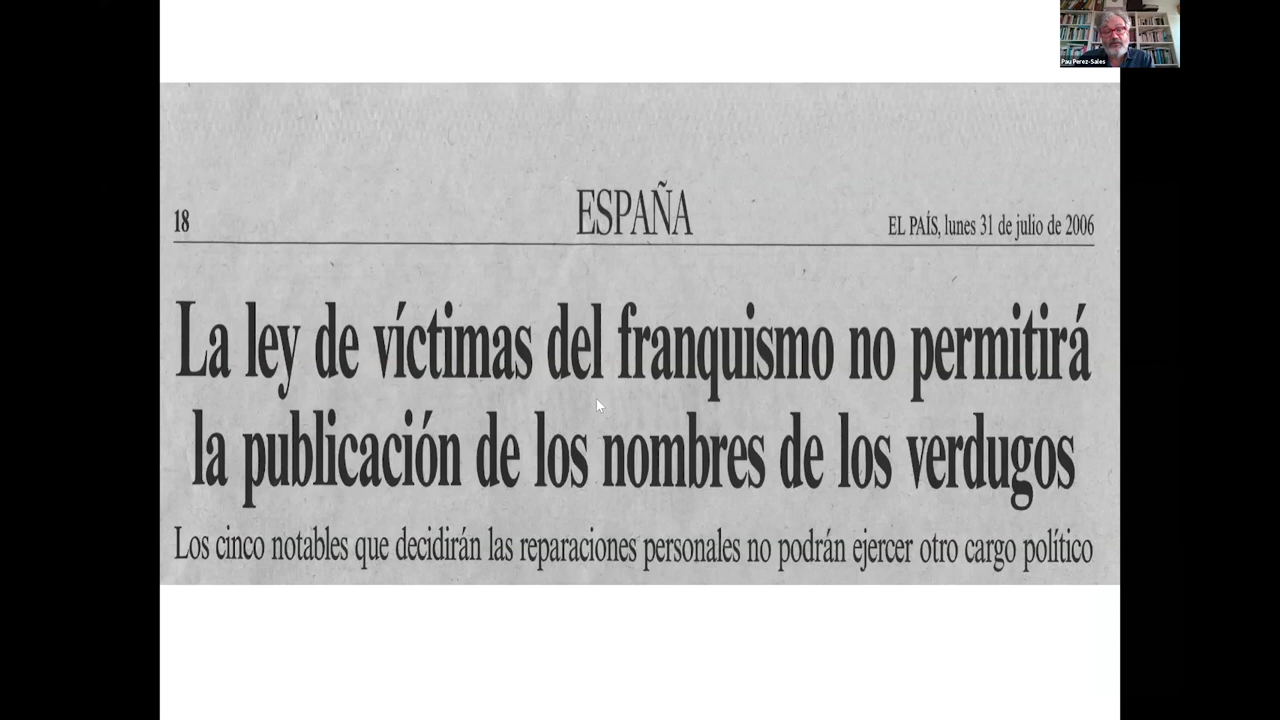 Pau Perez-Sales
18
ESPAÑA
EL PAÍS, lunes 31 de julio de 2006
La ley de víctimas del franquismo no permitirá
la publicación de los nombres de los verdugos
Los cinco notables que decidirán las reparaciones personales no podrán ejercer otro cargo político